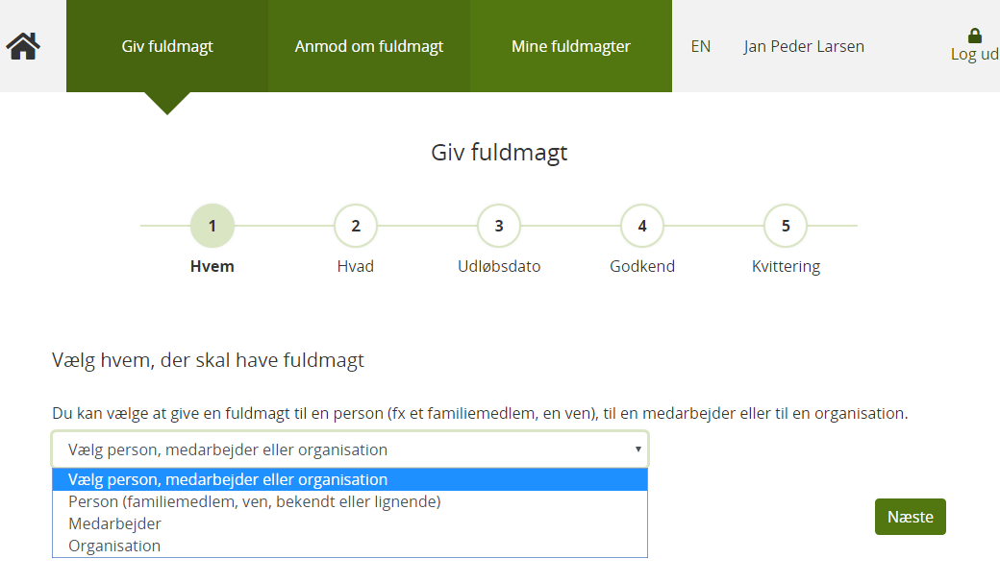 Giv fuldmagt
Anmod om fuldmagt
Mine fuldmagter
EN
Jan Peder Larsen
Log ud
Giv fuldmagt
1
2
3
4
5
Hvem
Hvad
Udløbsdato
Godkend
Kvittering
Vælg hvem, der skal have fuldmagt
Du kan vælge at give en fuldmagt til en person (fx et familiemedlem, en ven), til en medarbejder eller til en organisation.
Vælg person, medarbejder eller organisation
Vælg person, medarbejder eller organisation
Person (familiemedlem, ven, bekendt eller lignende)
Medarbejder
Organisation
Næste